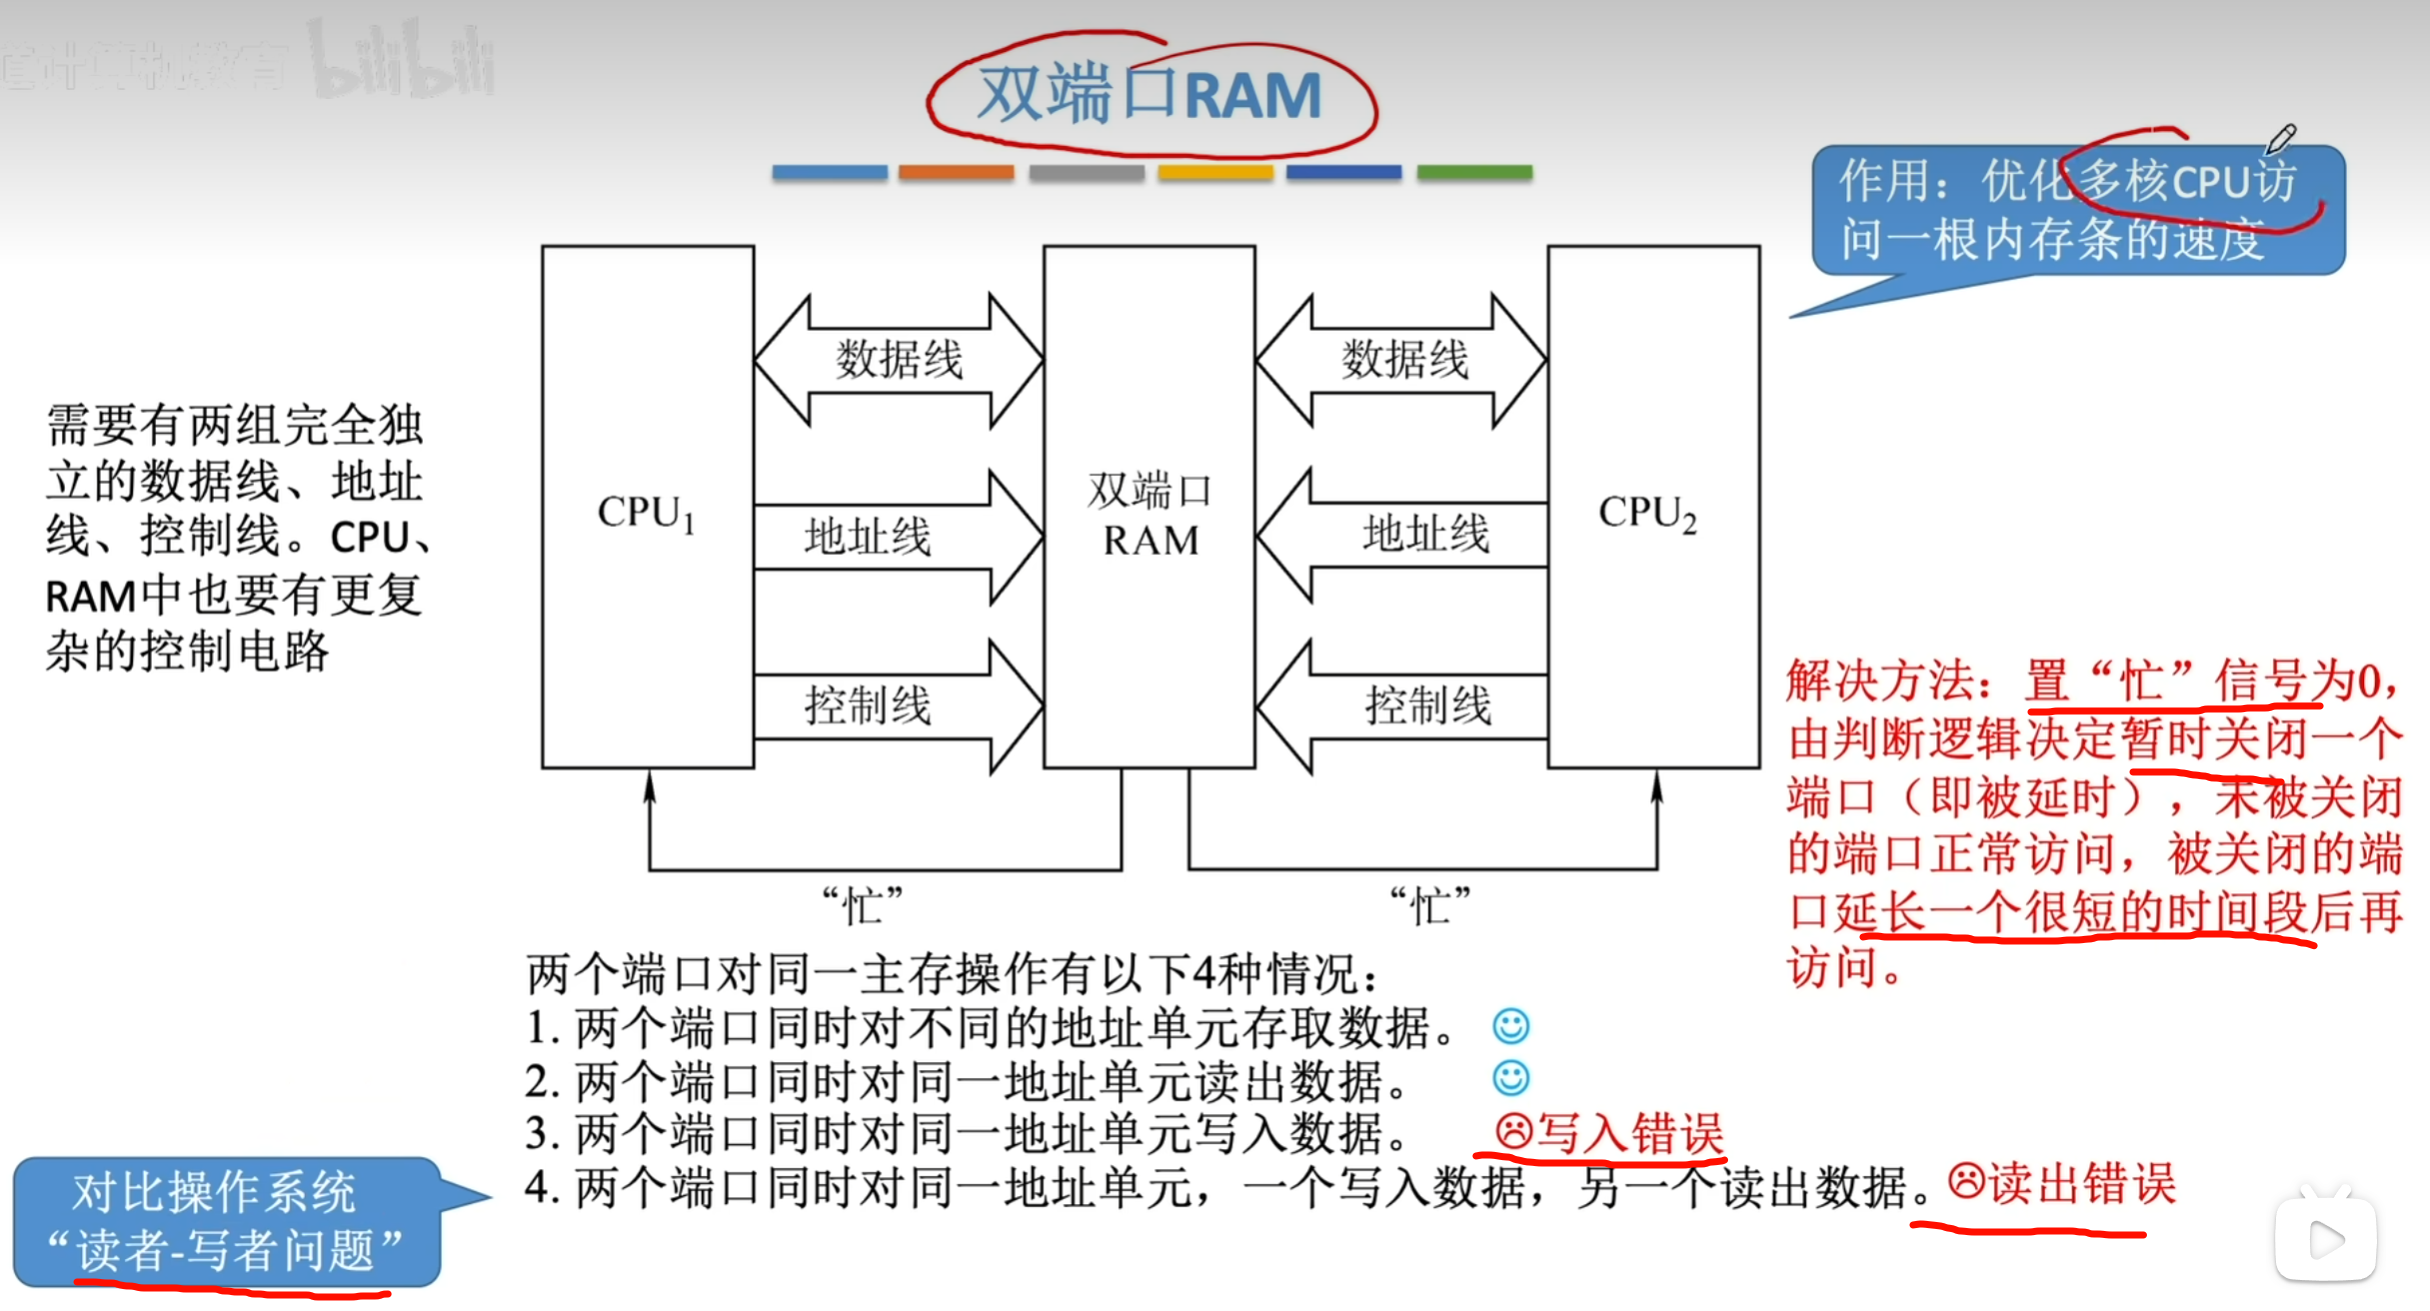 道计算机教育 bilibili
双端口RAM
作用：优化多核CPU访
问一根内存条的速度
需要有两组完全独
立的数据线、地址
线、控制线。CPU、
RAM中也要有更复
杂的控制电路
CPU1
数据线
地址线
控制线
双端口
RAM
数据线
地址线
控制线
CPU2
“忙”
“忙”
解决方法：置“忙”信号为0，
由判断逻辑决定暂时关闭一个
端口（即被延时），未被关闭
的端口正常访问，被关闭的端
口延长一个很短的时间段后再
访问。
两个端口对同一主存操作有以下4种情况：
1. 两个端口同时对不同的地址单元存取数据。
2. 两个端口同时对同一地址单元读出数据。
3. 两个端口同时对同一地址单元写入数据。 写入错误
4. 两个端口同时对同一地址单元，一个写入数据，另一个读出数据。 读出错误
对比操作系统
“读者-写者问题”